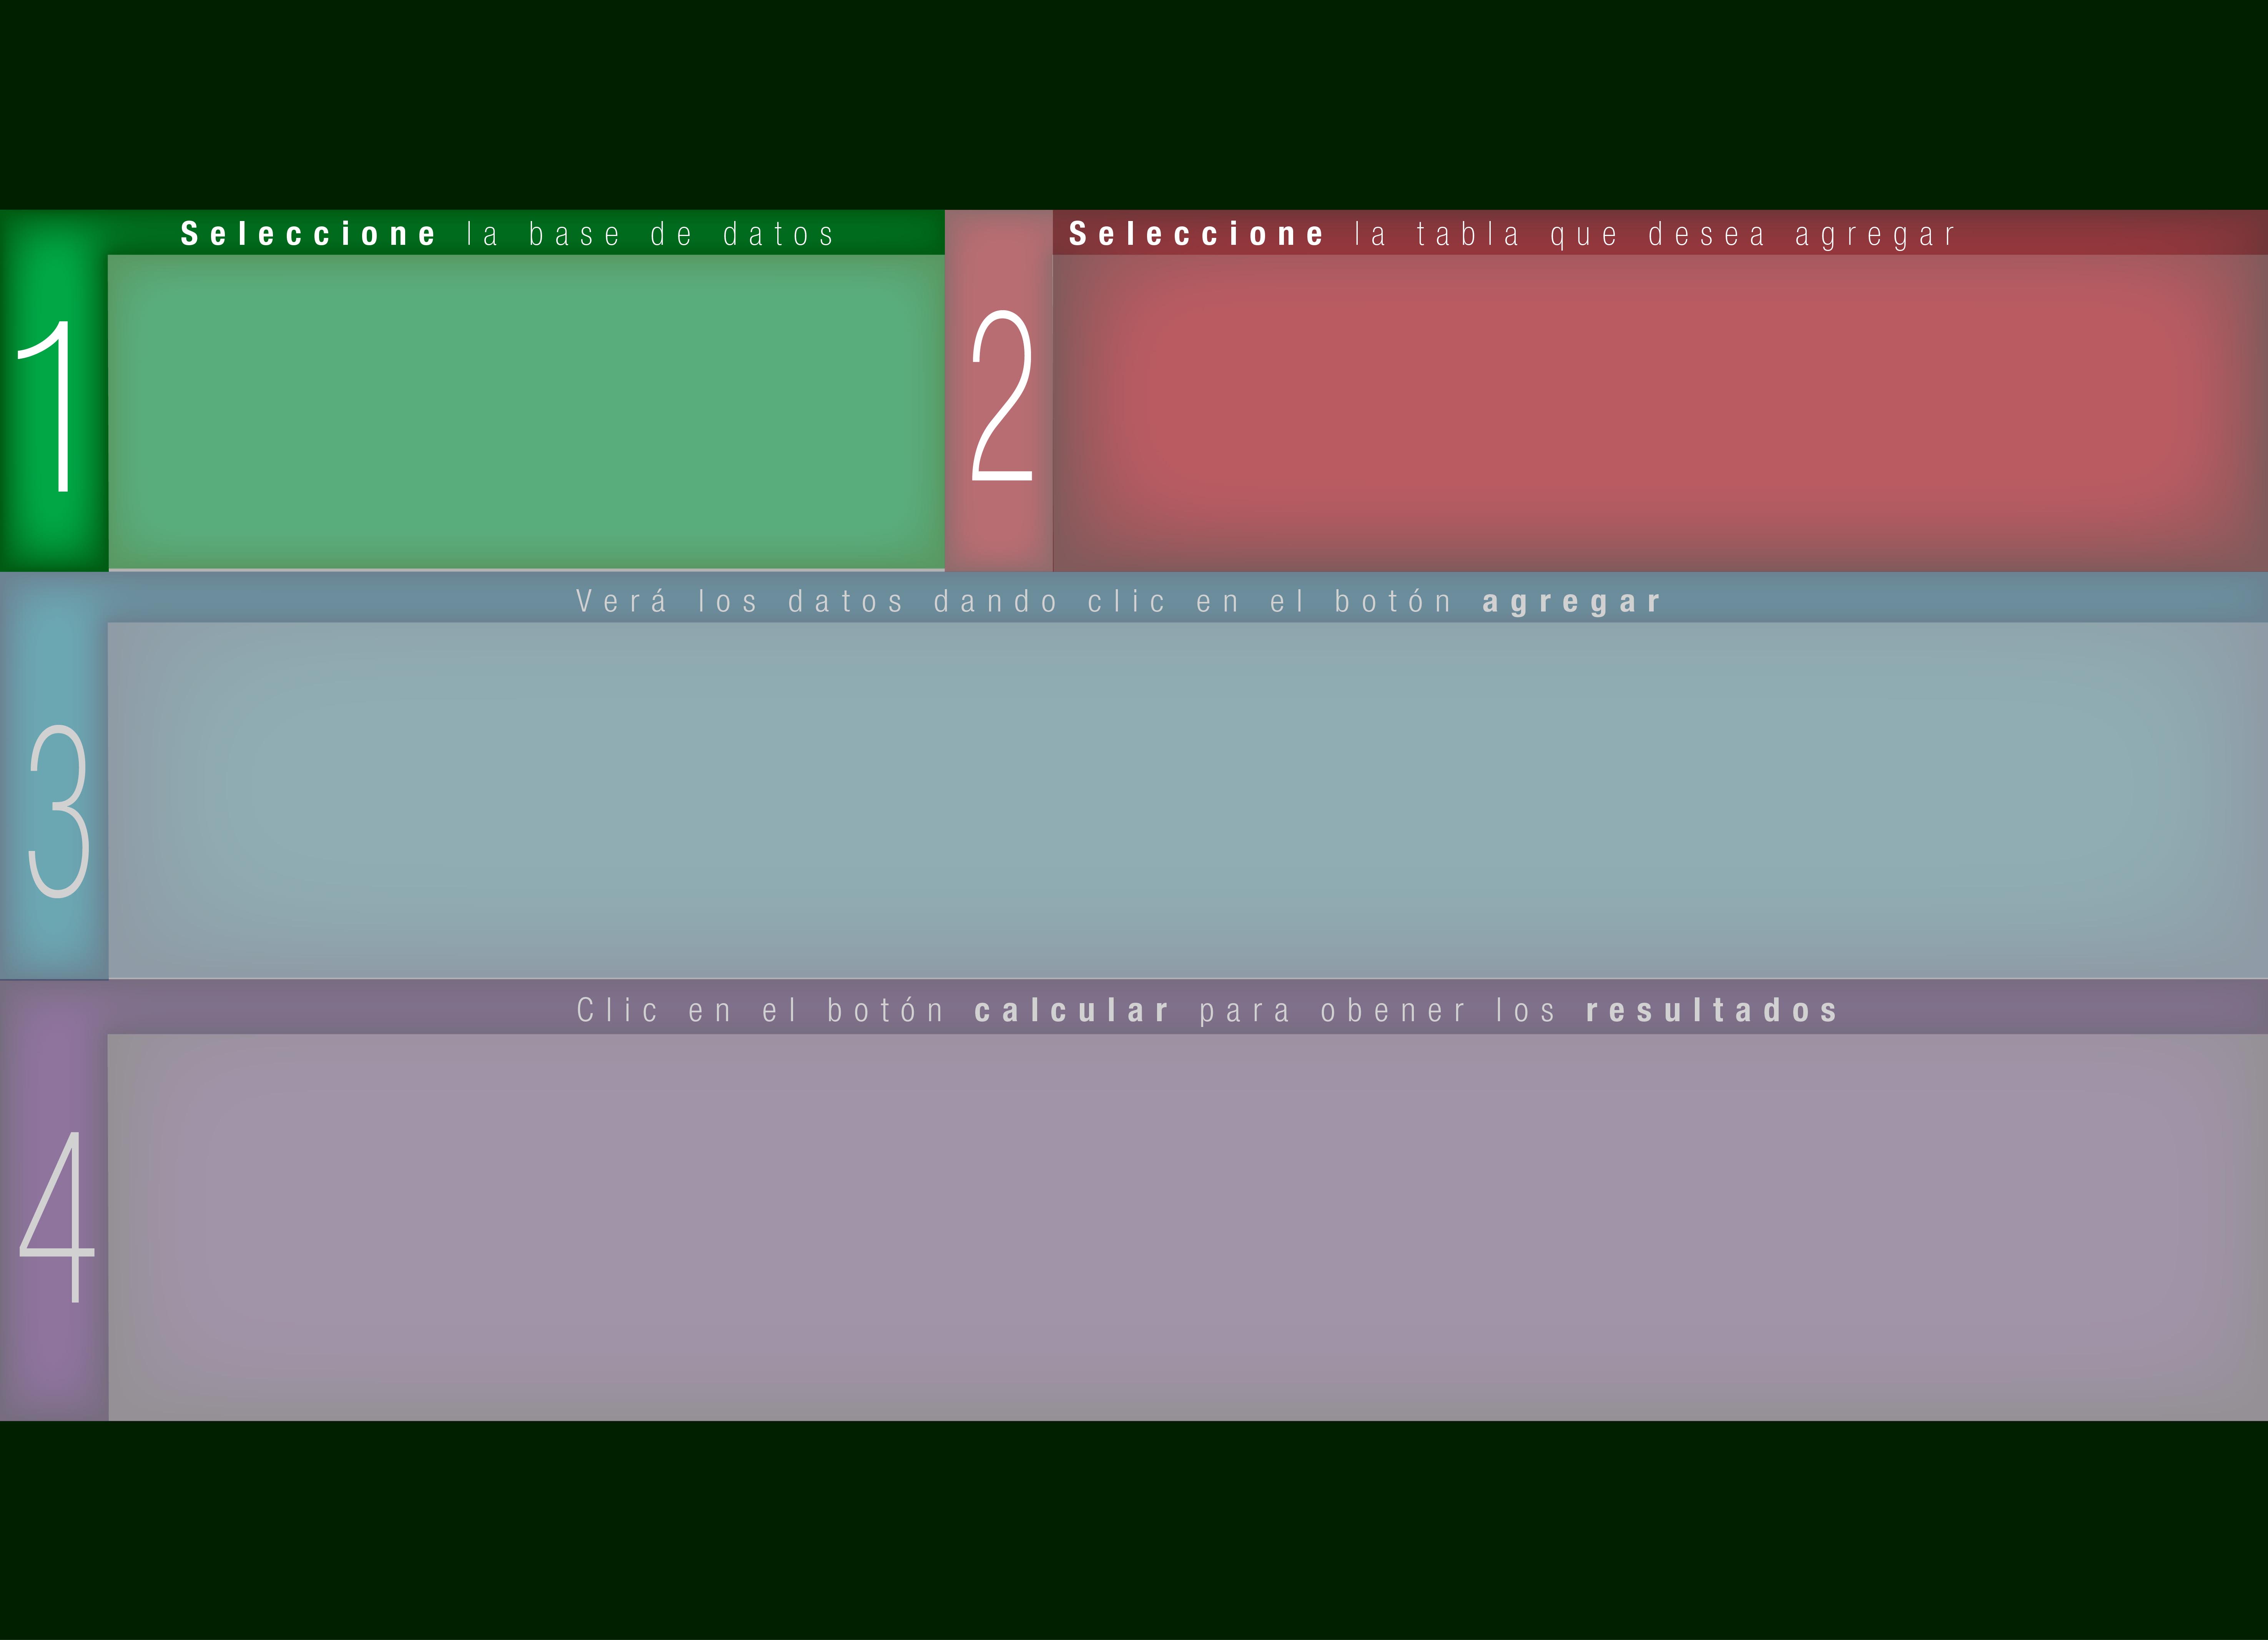 1
Seleccione la base de datos
2
Seleccione la tabla que desea agregar
3
Verá los datos dando clic en el botón agregar
4
Clic en el botón calcular para obener los resultados